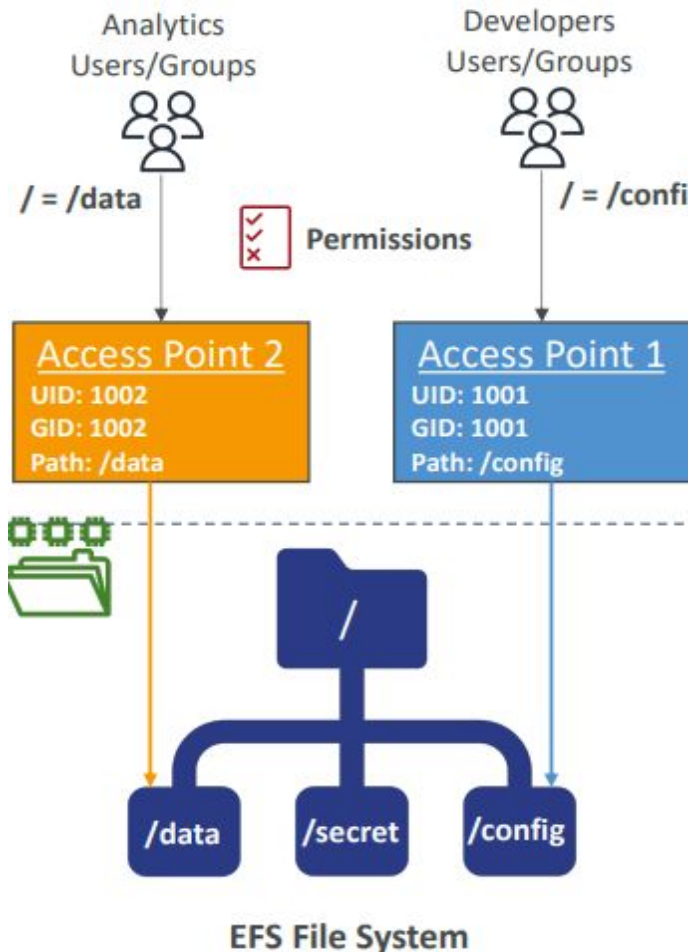 Analytics
Users/Groups
Developers
Users/Groups
/ = /data
/ = /confi
Permissions
Access Point 2
UID: 1002
GID: 1002
Path: /data
Access Point 1
UID: 1001
GID: 1001
Path: /config
/
/data
/secret
/config
EFS File System